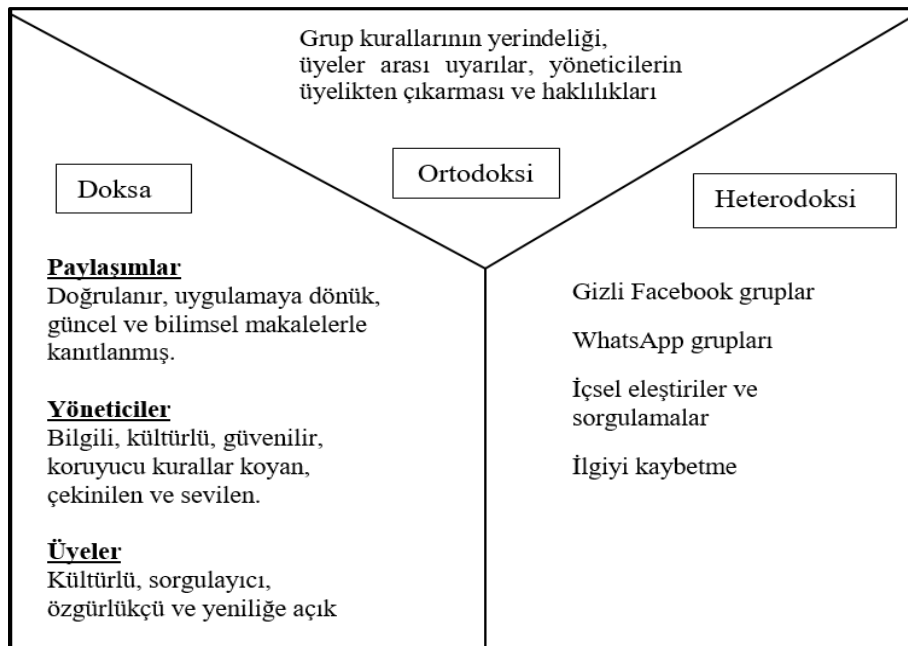 Grup kurallarının yerindeliği,
üyeler arası uyarılar, yöneticilerin
üyelikten çıkarması ve haklılıkları
Ortodoksi
Doksa
Paylaşımlar
Doğrulanır, uygulamaya dönük,
güncel ve bilimsel makalelerle
kanıtlanmış.
Yöneticiler
Bilgili, kültürlü, güvenilir,
koruyucu kurallar koyan,
çekinilen ve sevilen.
Üyeler
Kültürlü, sorgulayıcı,
özgürlükçü ve yeniliğe açık
Heterodoksi
Gizli Facebook gruplar
WhatsApp grupları
İçsel eleştiriler ve
sorgulamalar
İlgiyi kaybetme